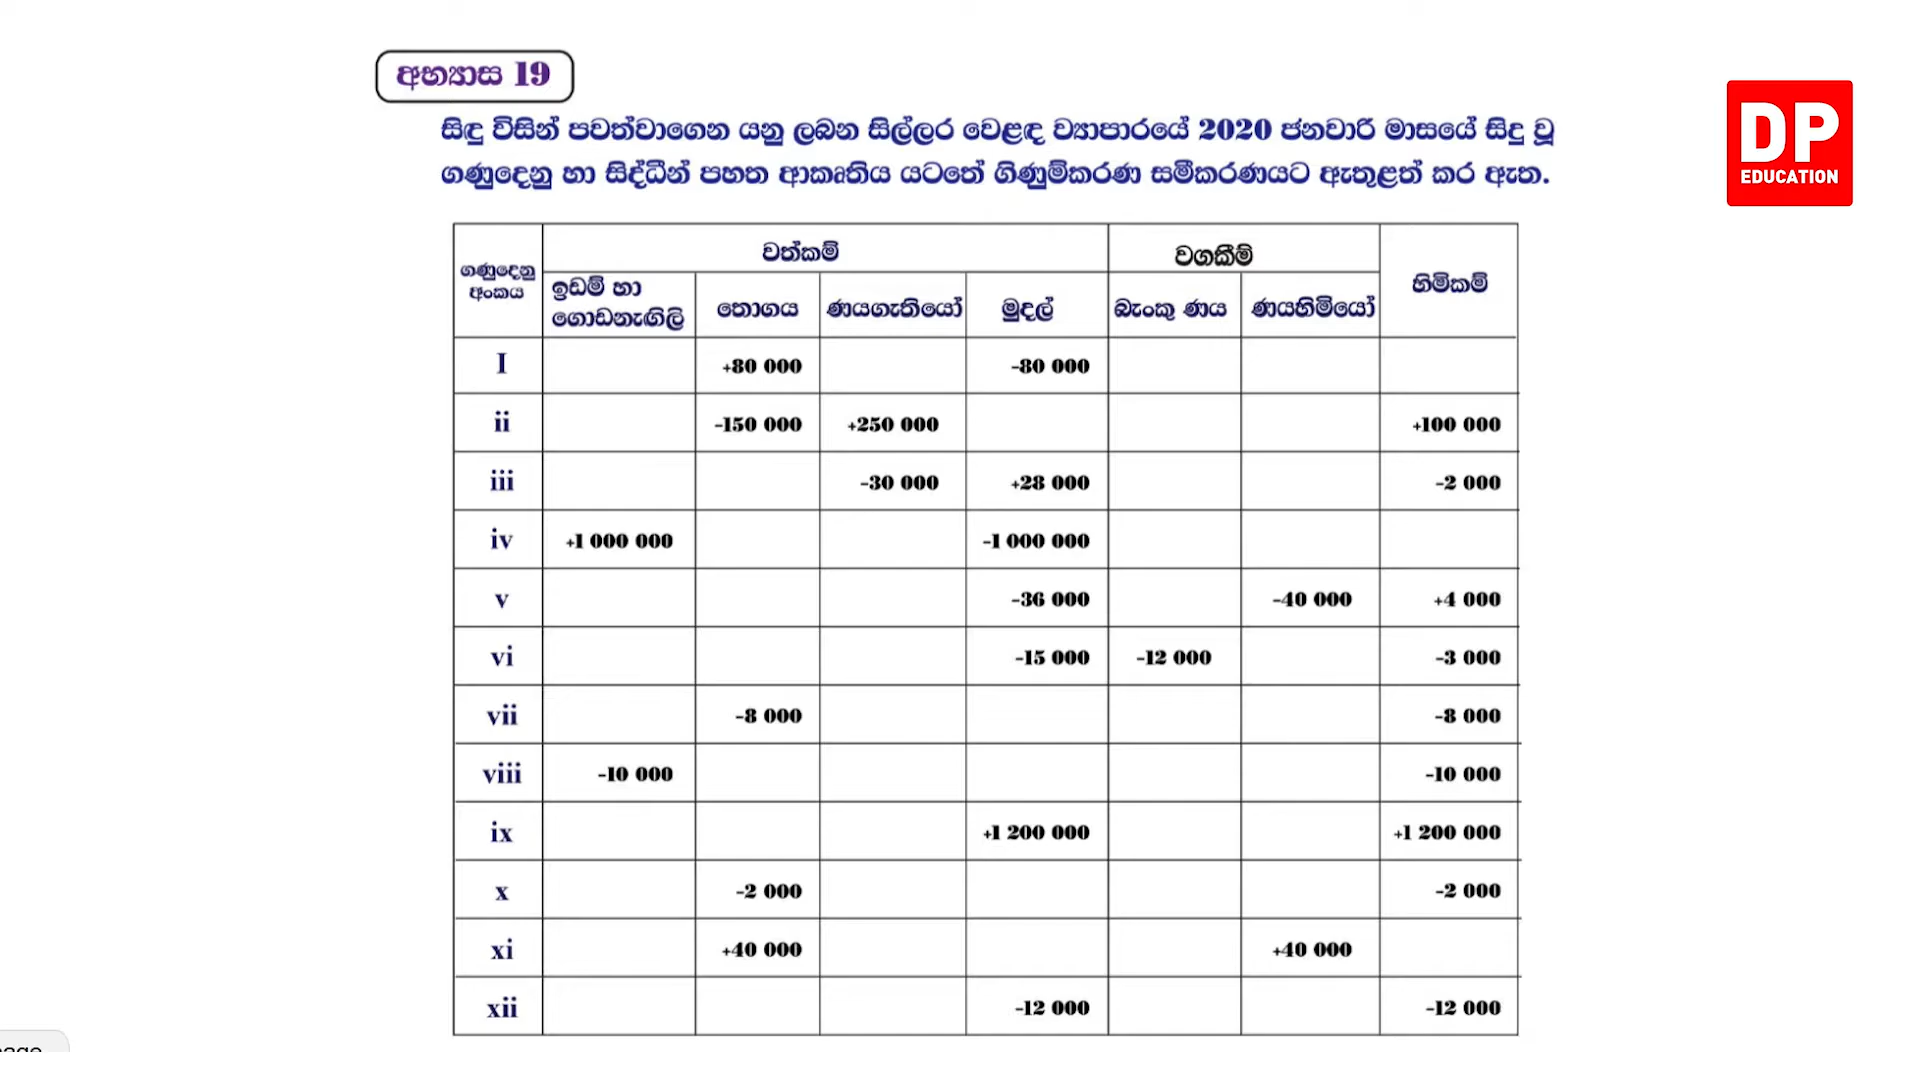 අභ්‍යාස 19
DP
EDUCATION
සිඳු විසින් පවත්වාගෙන යනු ලබන සිල්ලර වෙළඳ ව්‍යාපාරයේ 2020 ජනවාරි මාසයේ සිදු වූ
ගණුදෙනු හා සිද්ධීන් පහත ආකෘතිය යටතේ ගිණුම්කරණ සමීකරණයට ඇතුළත් කර ඇත.
ගණුදෙනු අංකය වත්කම් වගකීම් හිමිකම්
ඉඩම් හා ගොඩනැඟිලි තොගය ණයගැතියෝ මුදල් බැංකු ණය ණයහිමියෝ
I +80 000 -80 000
ii -150 000 +250 000 +100 000
iii -30 000 +28 000 -2 000
iv +1 000 000 -1 000 000
v -36 000 -40 000 +4 000
vi -15 000 -12 000 -3 000
vii -8 000 -8 000
viii -10 000 -10 000
ix +1 200 000 +1 200 000
x -2 000 -2 000
xi +40 000 +40 000
xii -12 000 -12 000